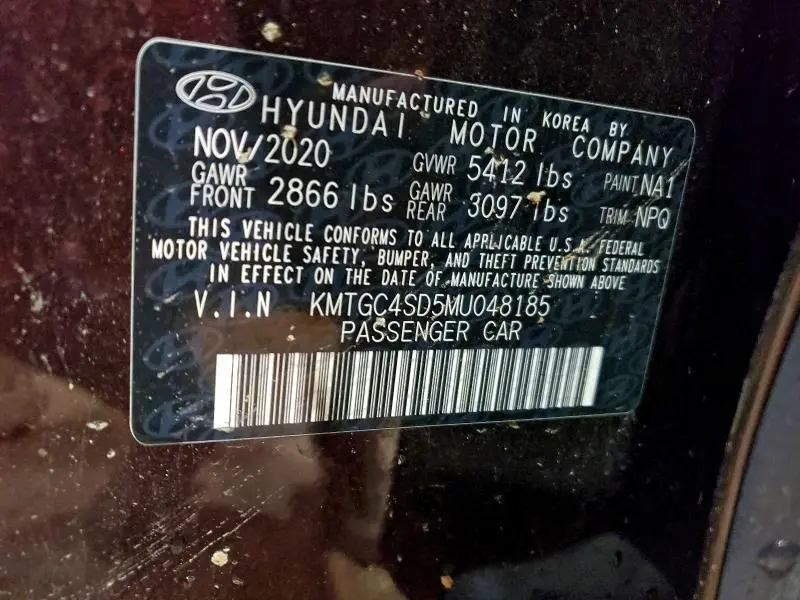 MANUFACTURED IN KOREA BY
HYUNDAI MOTOR COMPANY
NOV/2020 GVWR 5412 lbs PAINT NA1
GAWR FRONT 2866 lbs GAWR REAR 3097 lbs TRIM NPQ
THIS VEHICLE CONFORMS TO ALL APPLICABLE U.S.A. FEDERAL
MOTOR VEHICLE SAFETY, BUMPER, AND THEFT PREVENTION STANDARDS
IN EFFECT ON THE DATE OF MANUFACTURE SHOWN ABOVE
V.I.N KMTGC4SD5MU048185
PASSENGER CAR